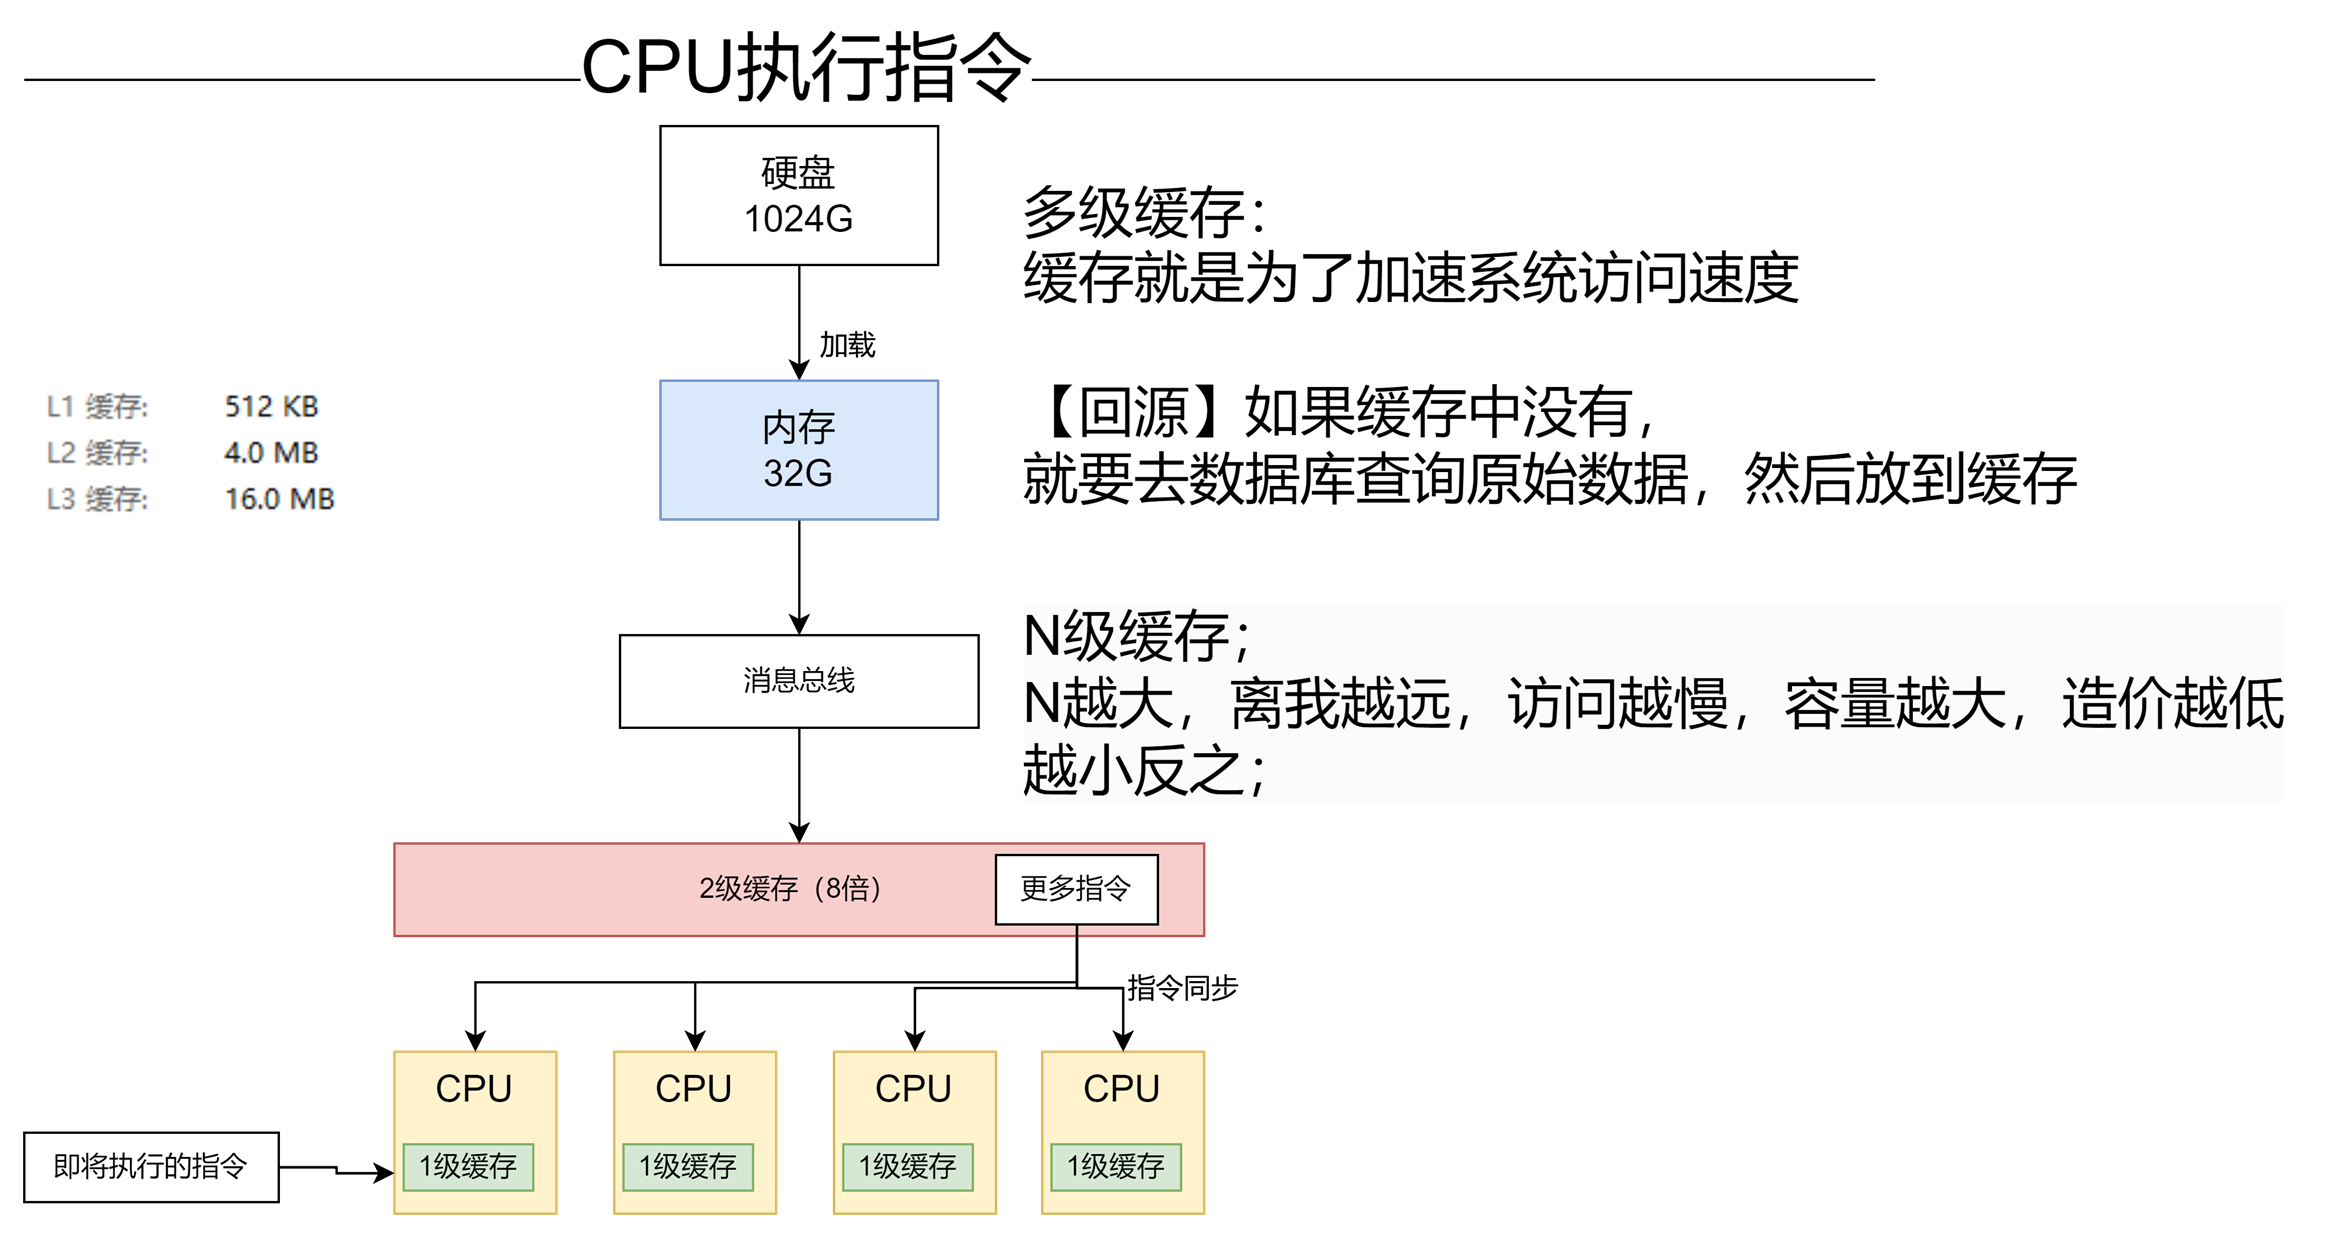 CPU执行指令
硬盘
1024G
加载
内存
32G
消息总线
2级缓存（8倍）
更多指令
指令同步
CPU
1级缓存
CPU
1级缓存
CPU
1级缓存
CPU
1级缓存
即将执行的指令
L1 缓存: 512 KB
L2 缓存: 4.0 MB
L3 缓存: 16.0 MB
多级缓存：
缓存就是为了加速系统访问速度
【回源】如果缓存中没有，
就要去数据库查询原始数据，然后放到缓存
N级缓存；
N越大，离我越远，访问越慢，容量越大，造价越低
越小反之；